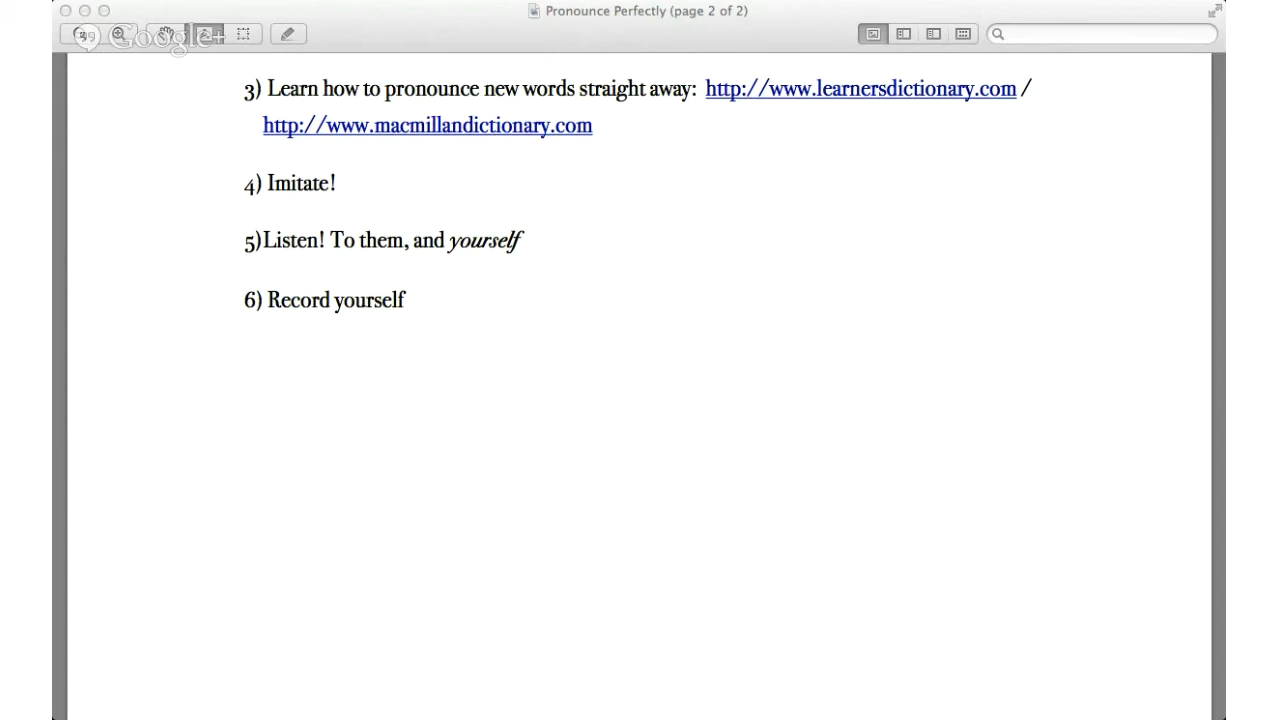 Pronounce Perfectly (page 2 of 2)
Google+
3) Learn how to pronounce new words straight away: http://www.learnersdictionary.com /
http://www.macmillandictionary.com
4) Imitate!
5)Listen! To them, and yourself
6) Record yourself